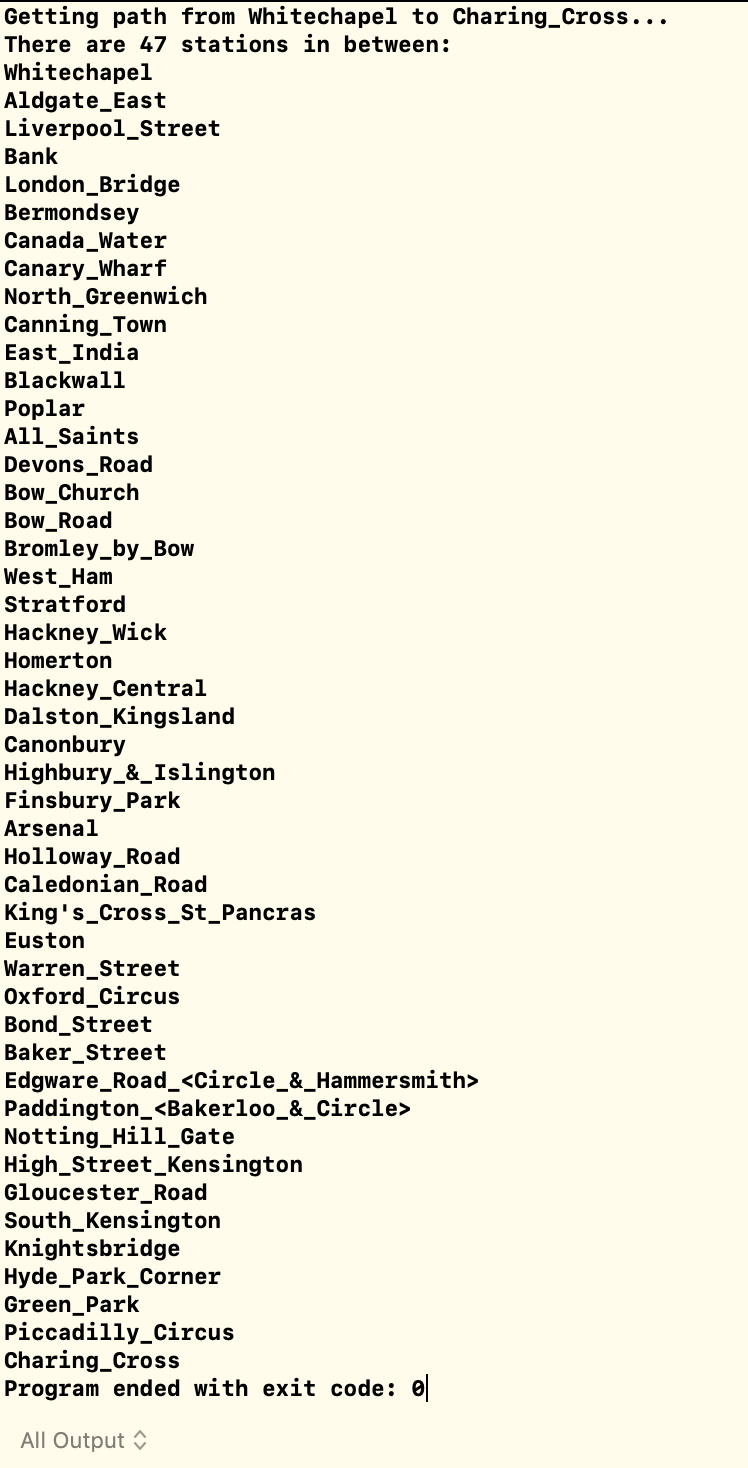 Getting path from Whitechapel to Charing_Cross...
There are 47 stations in between:
Whitechapel
Aldgate_East
Liverpool_Street
Bank
London_Bridge
Bermondsey
Canada_Water
Canary_Wharf
North_Greenwich
Canning_Town
East_India
Blackwall
Poplar
All_Saints
Devons_Road
Bow_Church
Bow_Road
Bromley_by_Bow
West_Ham
Stratford
Hackney_Wick
Homerton
Hackney_Central
Dalston_Kingsland
Canonbury
Highbury_&_Islington
Finsbury_Park
Arsenal
Holloway_Road
Caledonian_Road
King's_Cross_St_Pancras
Euston
Warren_Street
Oxford_Circus
Bond_Street
Baker_Street
Edgware_Road_<Circle_&_Hammersmith>
Paddington_<Bakerloo_&_Circle>
Notting_Hill_Gate
High_Street_Kensington
Gloucester_Road
South_Kensington
Knightsbridge
Hyde_Park_Corner
Green_Park
Piccadilly_Circus
Charing_Cross
Program ended with exit code: 0
All Output